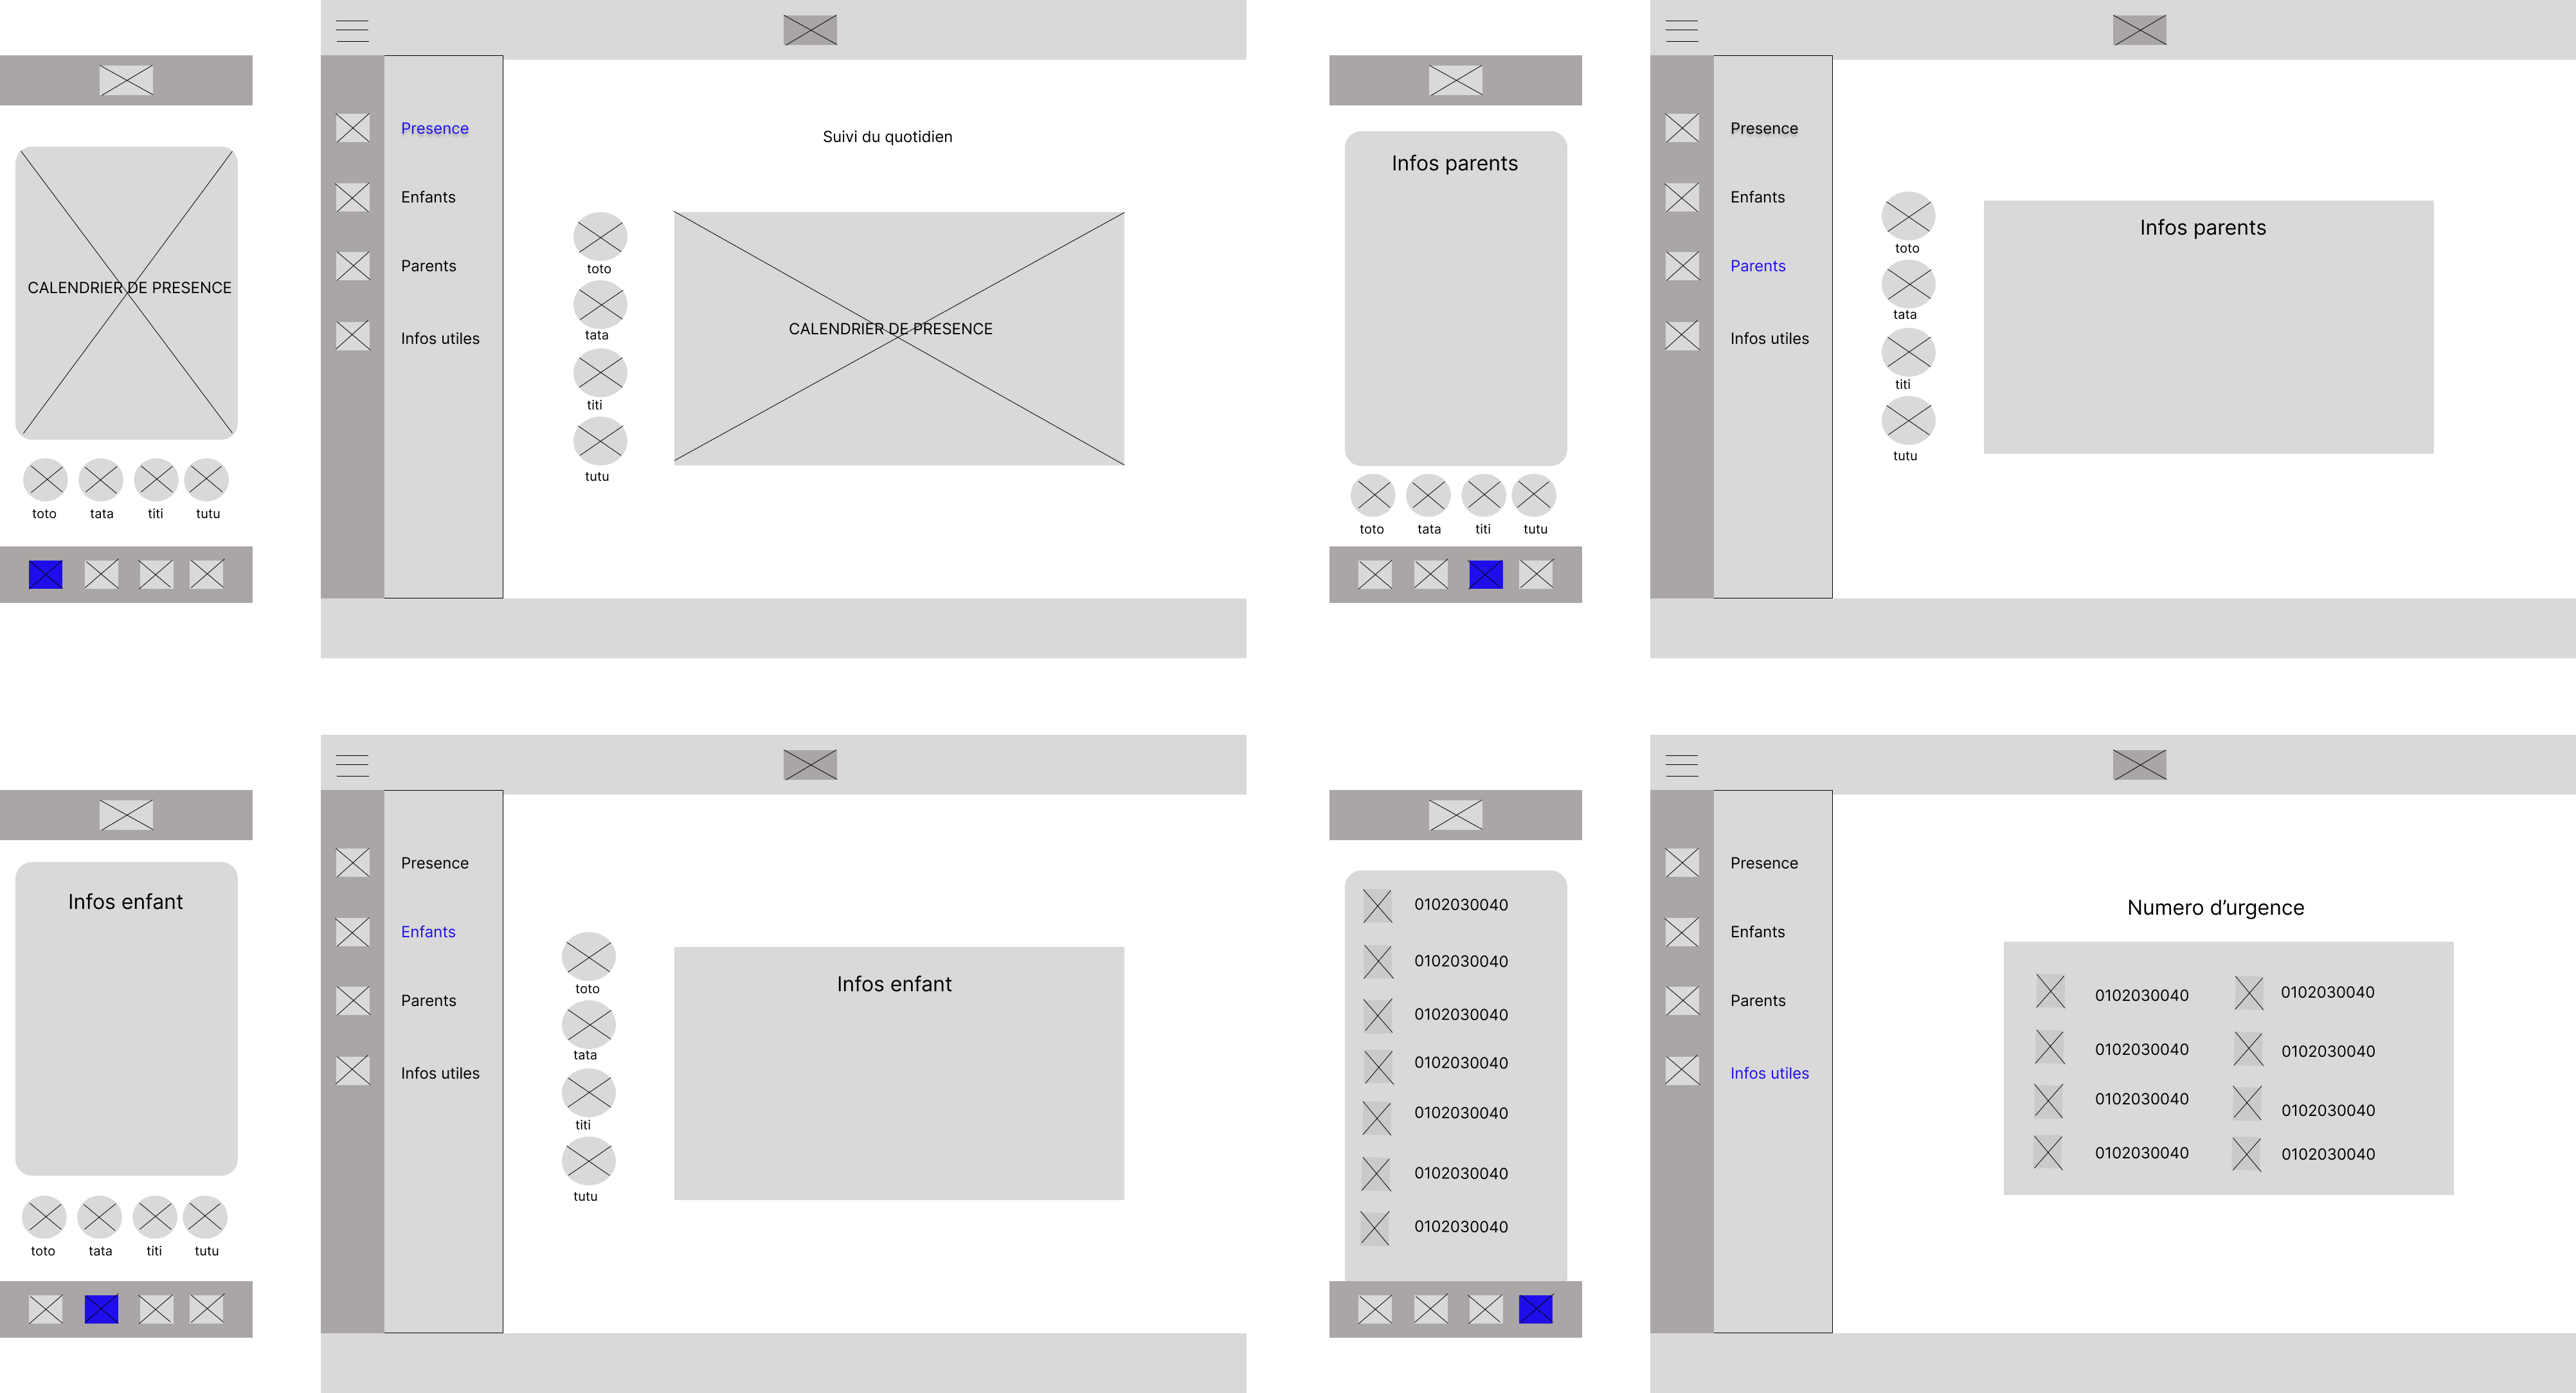 CALENDRIER DE PRESENCE
toto
tata
titi
tutu
Presence
Enfants
Parents
Infos utiles
Suivi du quotidien
toto
tata
titi
tutu
CALENDRIER DE PRESENCE
Infos parents
toto
tata
titi
tutu
Presence
Enfants
Parents
Infos utiles
toto
tata
titi
tutu
Infos parents
Infos enfant
toto
tata
titi
tutu
Presence
Enfants
Parents
Infos utiles
toto
tata
titi
tutu
Infos enfant
0102030040
0102030040
0102030040
0102030040
0102030040
0102030040
0102030040
Presence
Enfants
Parents
Infos utiles
Numero d’urgence
0102030040
0102030040
0102030040
0102030040
0102030040
0102030040
0102030040
0102030040